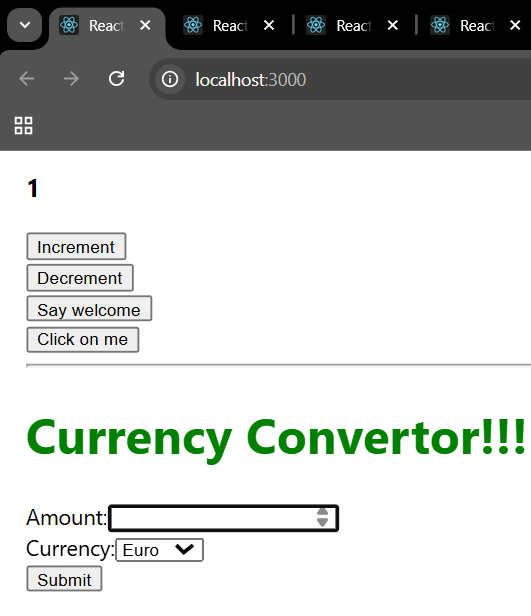 React
React
React
React
localhost:3000
1
Increment
Decrement
Say welcome
Click on me
Currency Convertor!!!
Amount:
Currency: Euro
Submit